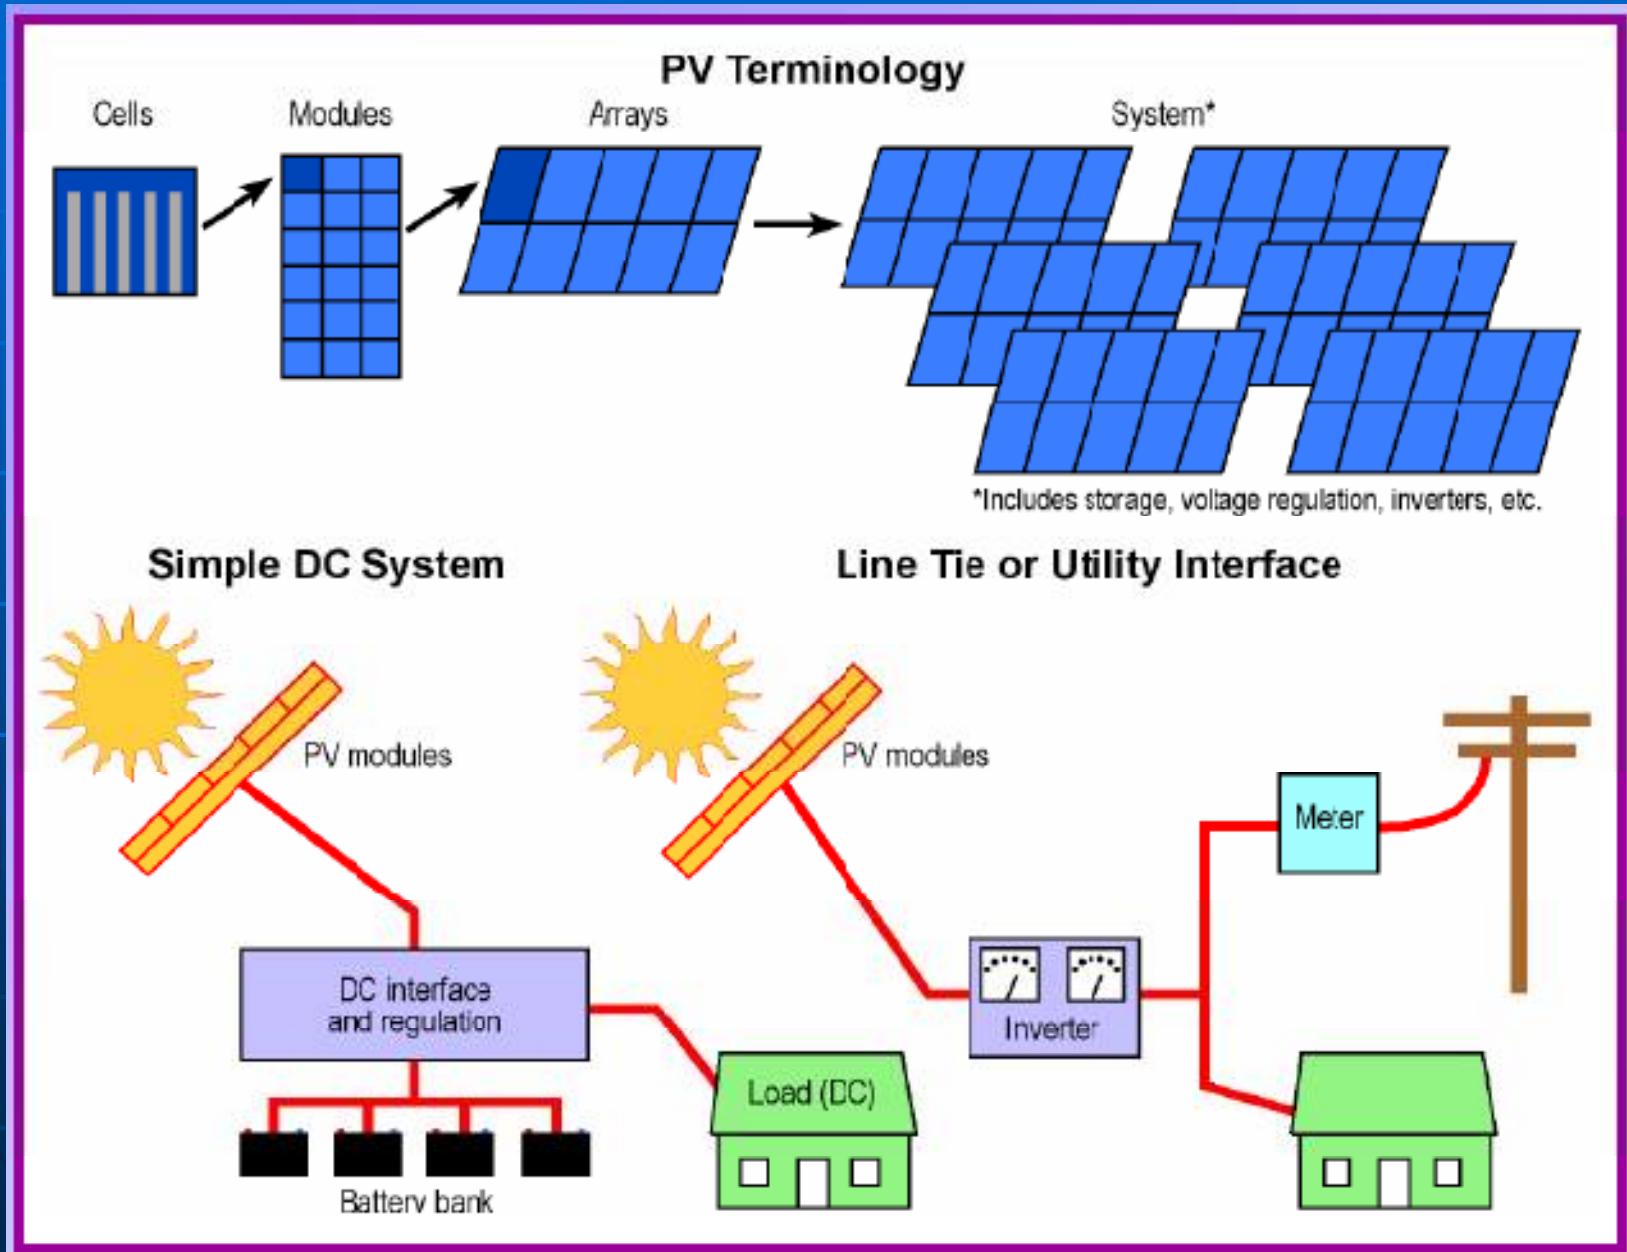 PV Terminology
Cells
Modules
Arrays
System*
*Includes storage, voltage regulation, inverters, etc.
Simple DC System
Line Tie or Utility Interface
PV modules
PV modules
Meter
DC interface
and regulation
Inverter
Load (DC)
Battery bank